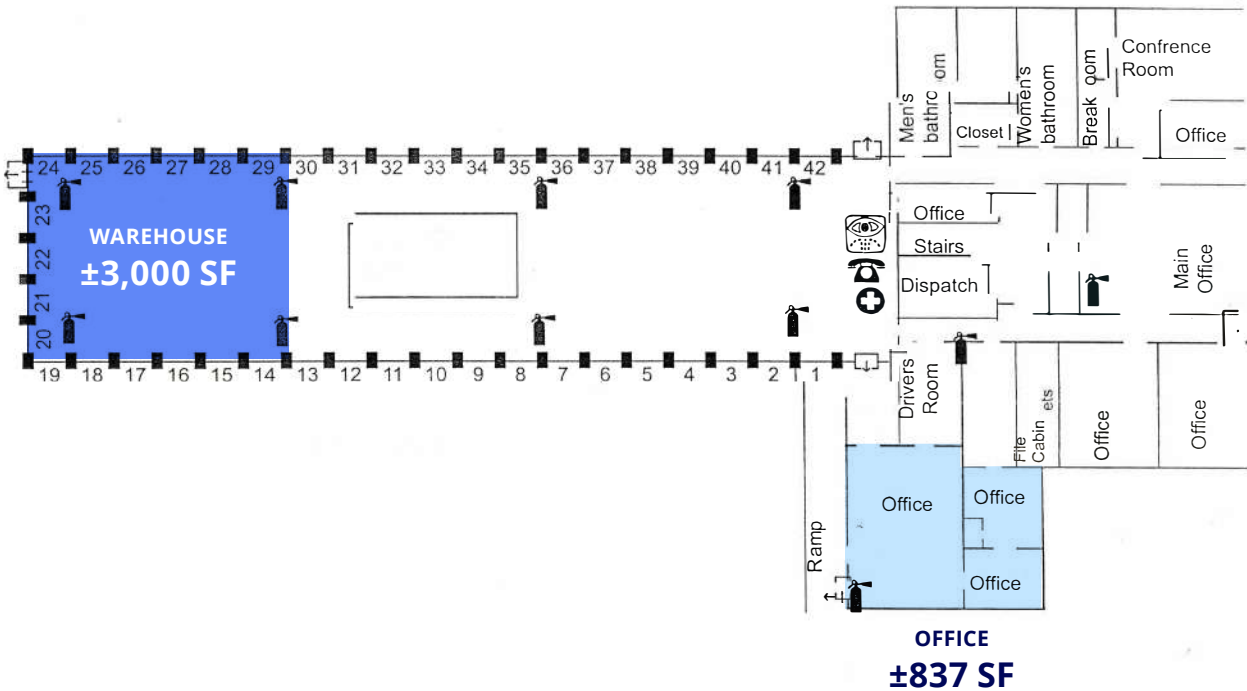 Men's
bathro om
Closet
Women's
bathroom
Break oom
Confrence
Room
Office
24 25 26 27 28 29 30 31 32 33 34 35 36 37 38 39 40 41 42
23
22
21
20
WAREHOUSE
±3,000 SF
Office
Stairs
Dispatch
Main
Office
19 18 17 16 15 14 13 12 11 10 9 8 7 6 5 4 3 2 1
Drivers
Room
File
Cabin ets
Office
Office
Ramp
Office
Office
Office
OFFICE
±837 SF